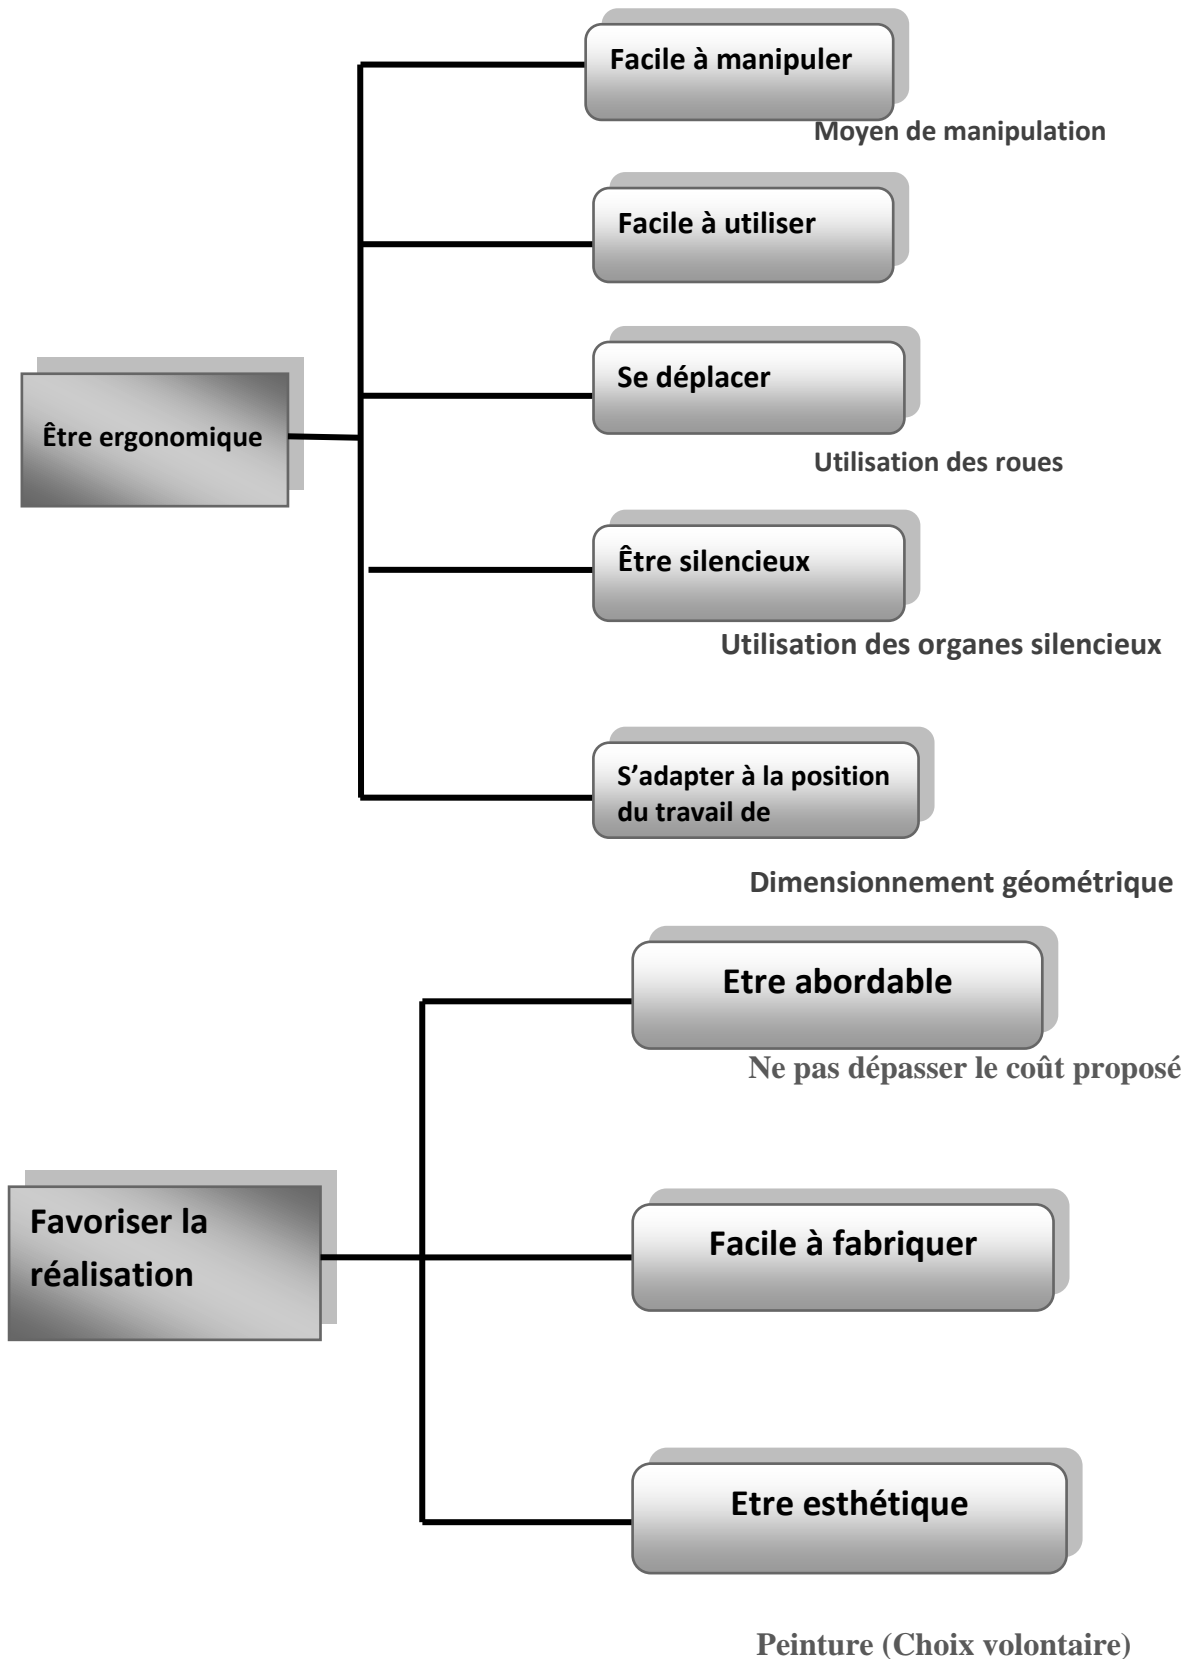 Facile à manipuler
Moyen de manipulation
Facile à utiliser
Se déplacer
Être ergonomique
Utilisation des roues
Être silencieux
Utilisation des organes silencieux
S’adapter à la position
du travail de
Dimensionnement géométrique
Etre abordable
Ne pas dépasser le coût proposé
Favoriser la
réalisation
Facile à fabriquer
Etre esthétique
Peinture (Choix volontaire)